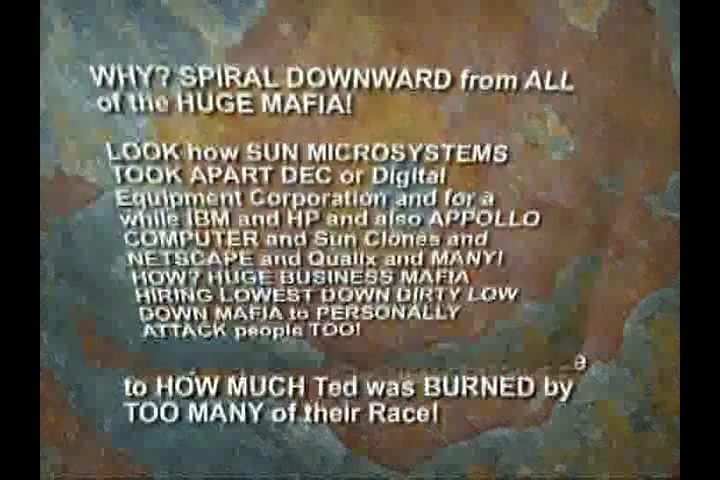 WHY? SPIRAL DOWNWARD from ALL
of the HUGE MAFIA!
LOOK how SUN MICROSYSTEMS
TOOK APART DEC or Digital
Equipment Corporation and for a
while IBM and HP and also APPOLLO
COMPUTER and Sun Clones and
NETSCAPE and Qualix and MANY!
HOW? HUGE BUSINESS MAFIA
HIRING LOWEST DOWN DIRTY LOW
DOWN MAFIA to PERSONALLY
ATTACK people TOO!
to HOW MUCH Ted was BURNED by
TOO MANY of their Race!